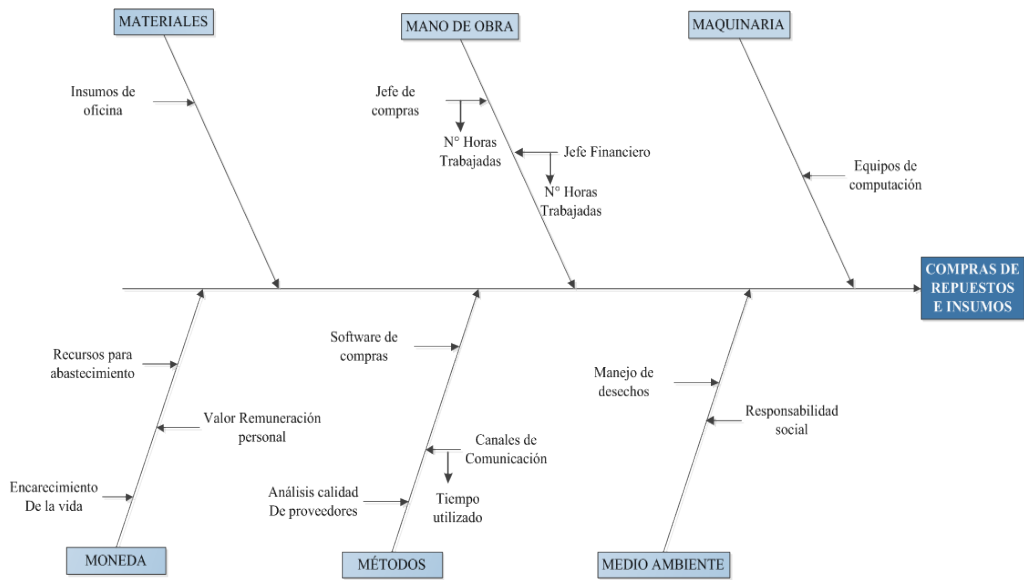 MATERIALES
MANO DE OBRA
MAQUINARIA
Insumos de
oficina
Jefe de
compras
N° Horas
Trabajadas
Jefe Financiero
N° Horas
Trabajadas
Equipos de
computación
COMPRAS DE
REPUESTOS
E INSUMOS
Recursos para
abastecimiento
Valor Remuneración
personal
Encarecimiento
De la vida
Software de
compras
Canales de
Comunicación
Tiempo
utilizado
Análisis calidad
De proveedores
Manejo de
desechos
Responsabilidad
social
MONEDA
MÉTODOS
MEDIO AMBIENTE